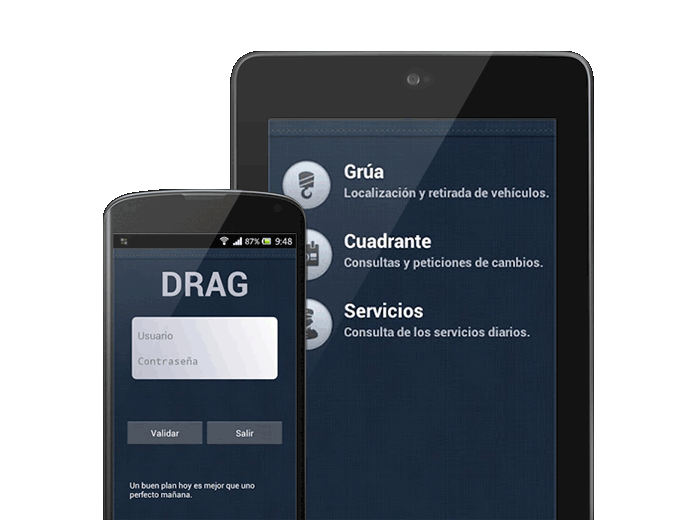 Grúa
Localización y retirada de vehículos.
Cuadrante
Consultas y peticiones de cambios.
Servicios
Consulta de los servicios diarios.
87% 9:48
DRAG
Usuario
Contraseña
Validar Salir
Un buen plan hoy es mejor que uno
perfecto mañana.